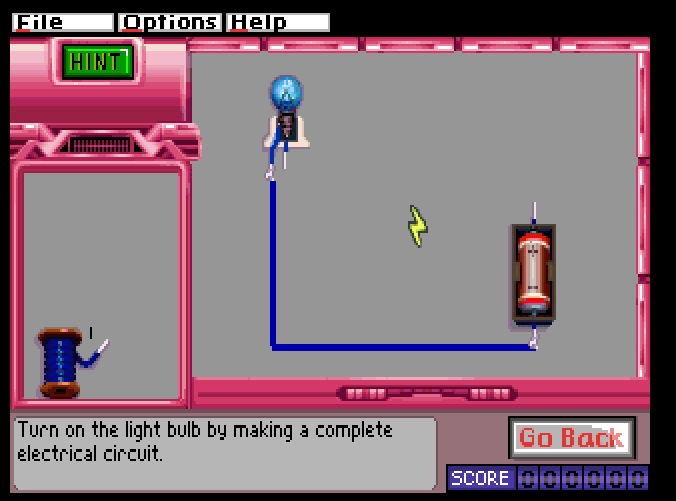 File Options Help
HINT
Turn on the light bulb by making a complete
electrical circuit.
Go Back
SCORE 000000